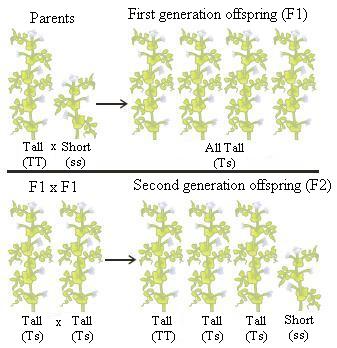 Parents
First generation offspring (F1)
Tall x Short
(TT) (ss)
All Tall
(Ts)
F1 x F1
Second generation offspring (F2)
Tall x Tall
(Ts) (Ts)
Tall Tall Tall Short
(TT) (Ts) (Ts) (ss)